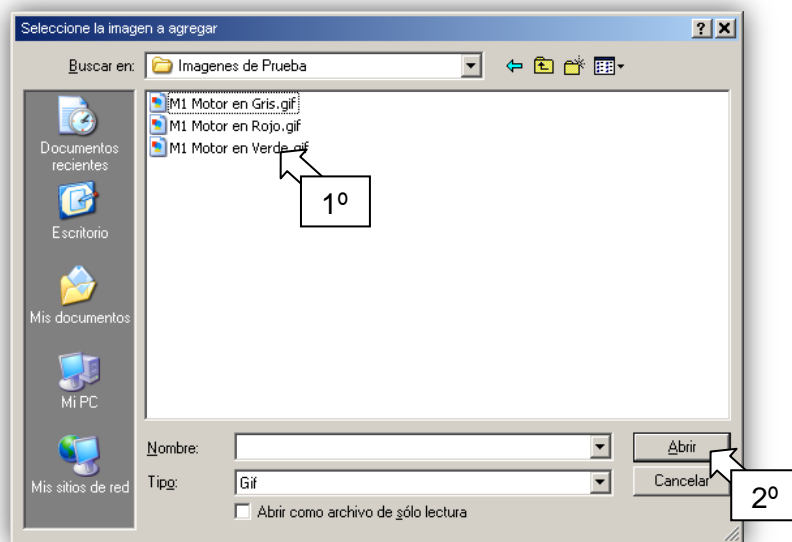 Seleccione la imagen a agregar
Buscar en: Imagenes de Prueba
M1 Motor en Gris.gif
M1 Motor en Rojo.gif
M1 Motor en Verde.gif
1º
Documentos recientes
Escritorio
Mis documentos
Mi PC
Mis sitios de red
Nombre: Abrir
Tipo: Gif Cancelar
2º
Abrir como archivo de sólo lectura